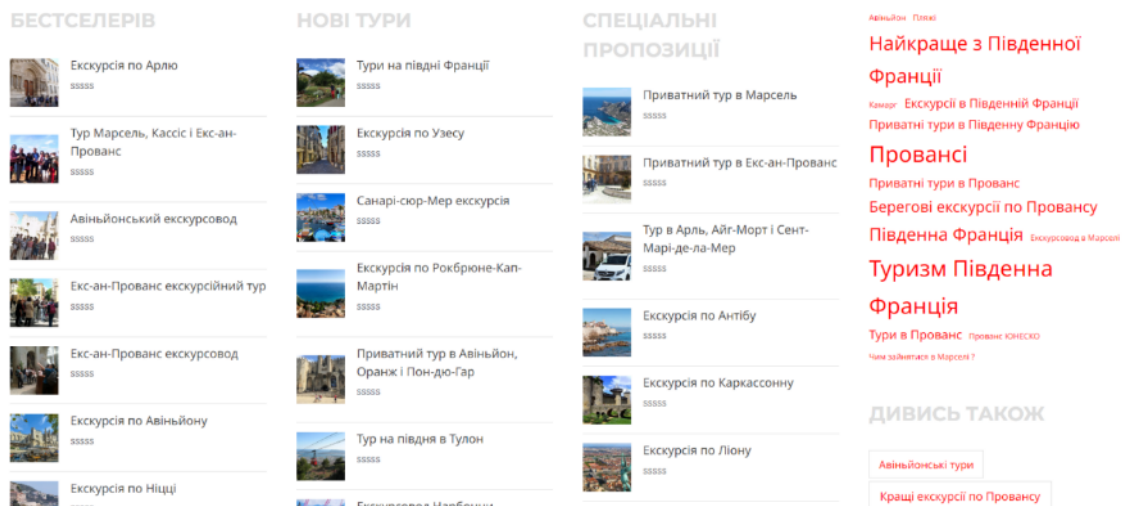 БЕСТСЕЛЕРІВ
Екскурсія по Арлю
sssss
Тур Марсель, Кассіс і Екс-ан-
Прованс
sssss
Авіньйонський екскурсовод
sssss
Екс-ан-Прованс екскурсійний тур
sssss
Екс-ан-Прованс екскурсовод
sssss
Екскурсія по Авіньйону
sssss
Екскурсія по Ніцці
НОВІ ТУРИ
Тури на півдні Франції
sssss
Екскурсія по Узесу
sssss
Санарі-сюр-Мер екскурсія
sssss
Екскурсія по Рокбрюне-Кап-
Мартін
sssss
Приватний тур в Авіньйон,
Оранж і Пон-дю-Гар
sssss
Тур на півдня в Тулон
sssss
Екскурсовод Нарбонни
СПЕЦІАЛЬНІ
ПРОПОЗИЦІЇ
Приватний тур в Марсель
sssss
Приватний тур в Екс-ан-Прованс
sssss
Тур в Арль, Айг-Морт і Сент-
Марі-де-ла-Мер
sssss
Екскурсія по Антібу
sssss
Екскурсія по Каркассонну
sssss
Екскурсія по Ліону
sssss
Авіньйон Пляжі
Найкраще з Південної
Франції
Камарг Екскурсії в Південній Франції
Приватні тури в Південну Францію
Провансі
Приватні тури в Прованс
Берегові екскурсії по Провансу
Південна Франція Екскурсовод в Марселі
Туризм Південна
Франція
Тури в Прованс Прованс ЮНЕСКО
Чим зайнятися в Марселі ?
ДИВИСЬ ТАКОЖ
Авіньйонські тури
Кращі екскурсії по Провансу